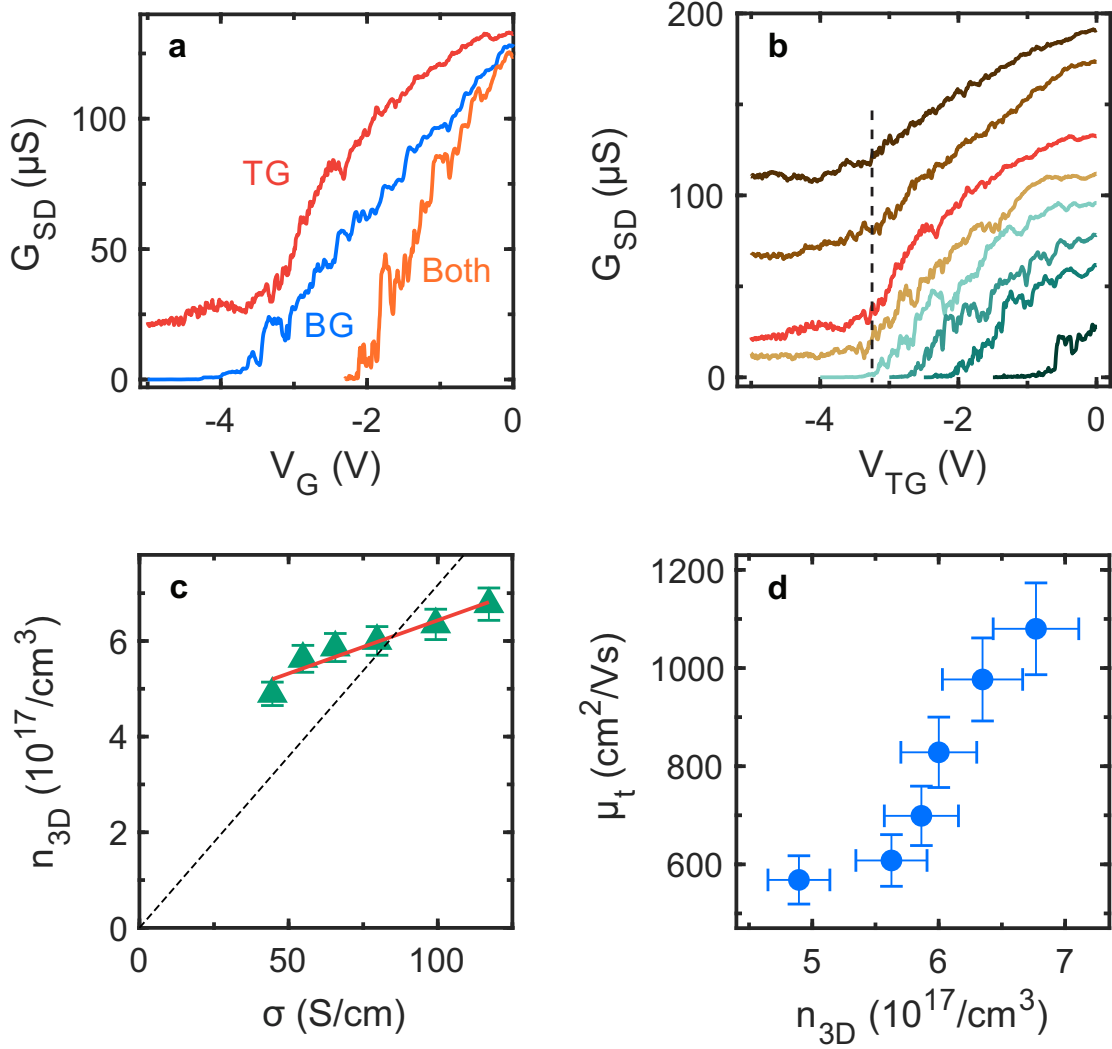 a
G_SD (µS)
100
50
0
TG
BG
Both
-4
-2
0
V_G (V)
b
G_SD (µS)
200
100
0
-4
-2
0
V_TG (V)
c
n_3D (10^17/cm^3)
6
4
2
0
0
50
100
σ (S/cm)
d
µ_t (cm^2/Vs)
1200
1000
800
600
5
6
7
n_3D (10^17/cm^3)